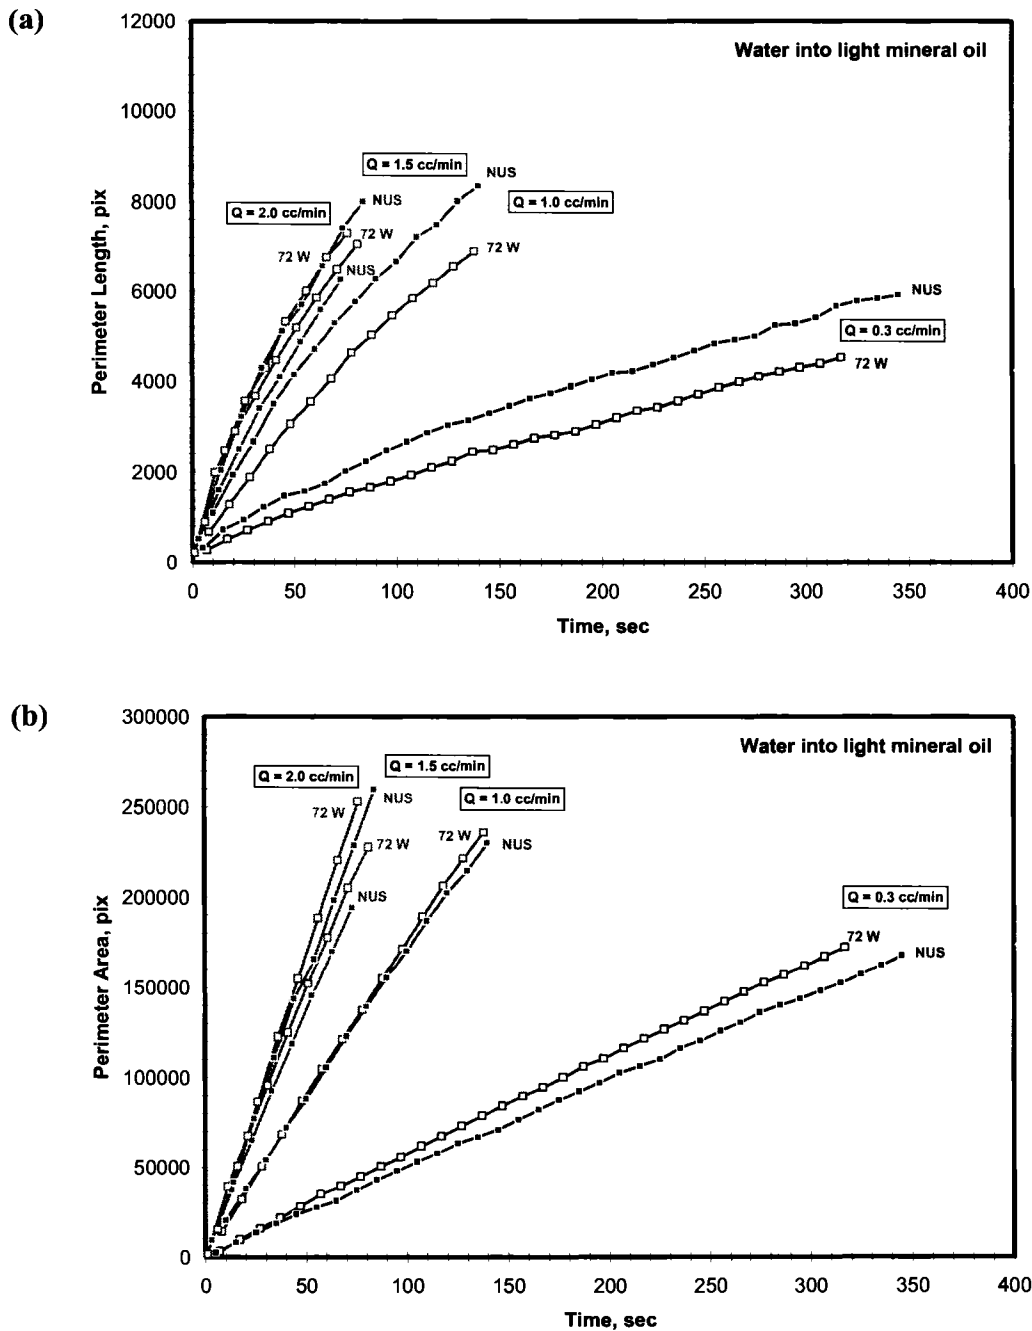 (a)
12000
Water into light mineral oil
10000
Q = 1.5 cc/min
NUS
8000
NUS
Q = 1.0 cc/min
Q = 2.0 cc/min
72 W
72 W
72 W
NUS
6000
NUS
Q = 0.3 cc/min
72 W
4000
2000
0
Perimeter Length, pix
0 50 100 150 200 250 300 350 400
Time, sec
(b)
300000
Water into light mineral oil
Q = 1.5 cc/min
Q = 2.0 cc/min
NUS
Q = 1.0 cc/min
72 W
250000
72 W
NUS
72 W
NUS
200000
Q = 0.3 cc/min
72 W
NUS
150000
100000
50000
0
Perimeter Area, pix
0 50 100 150 200 250 300 350 400
Time, sec